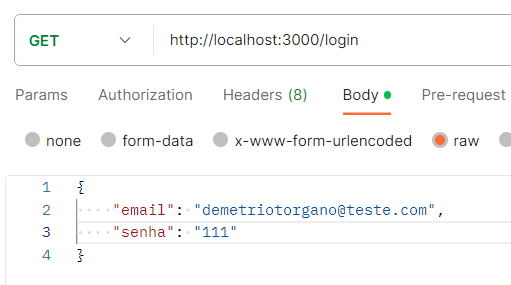 GET http://localhost:3000/login
Params Authorization Headers (8) Body Pre-request
none form-data x-www-form-urlencoded raw
1 {
2 "email": "demetriotorgano@teste.com",
3 "senha": "111"
4 }